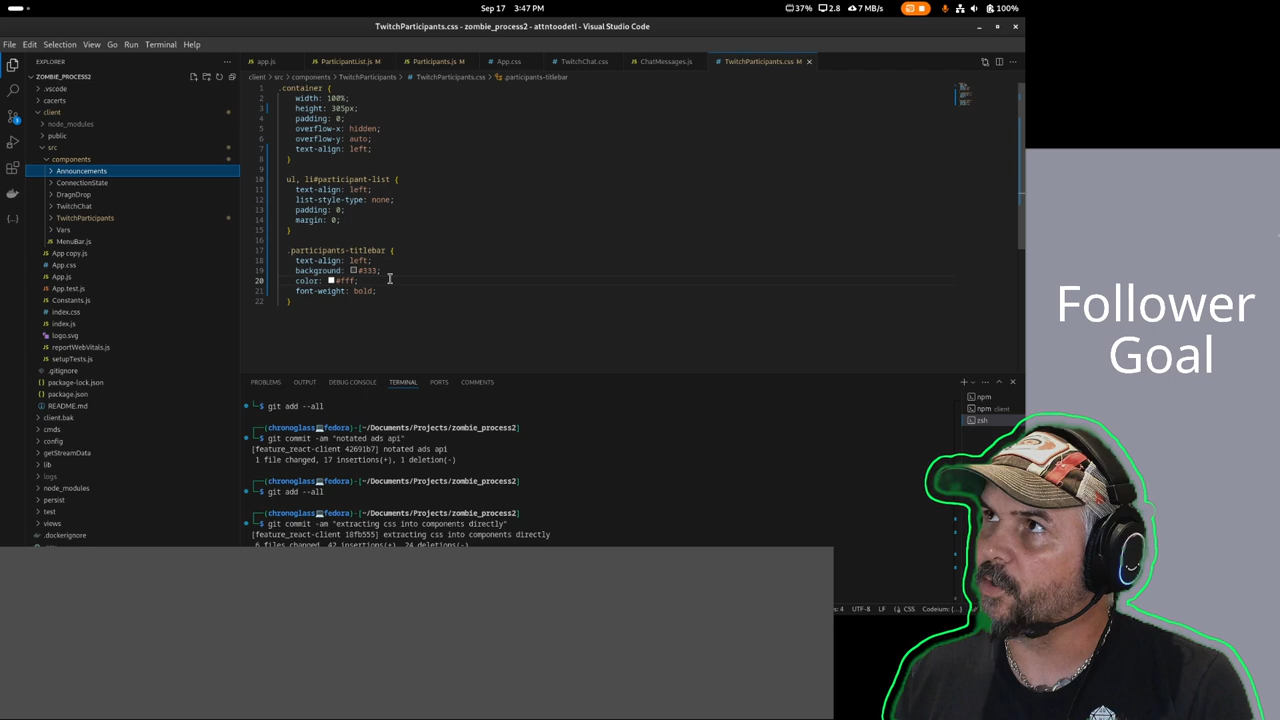 Sep 17 3:47 PM
37% 2.8 7 MB/s 100%
TwitchParticipants.css - zombie_process2 - attntoodetl - Visual Studio Code
File Edit Selection View Go Run Terminal Help
EXPLORER
app.js ParticipantList.js M Participants.js M App.css TwitchChat.css ChatMessages.js TwitchParticipants.css M
ZOMBIE_PROCESS2
client > src > components > TwitchParticipants > TwitchParticipants.css > .participants-titlebar
.vscode
cacerts
client
node_modules
public
src
components
Announcements
ConnectionState
DragnDrop
TwitchChat
TwitchParticipants
Vars
MenuBar.js
App copy.js
App.css
App.js
App.test.js
Constants.js
index.css
index.js
logo.svg
reportWebVitals.js
setupTests.js
.gitignore
package-lock.json
package.json
README.md
client.bak
cmds
config
getStreamData
lib
logs
node_modules
persist
test
views
.dockerignore
1 .container {
2 width: 100%;
3 height: 305px;
4 padding: 0;
5 overflow-x: hidden;
6 overflow-y: auto;
7 text-align: left;
8 }
9
10 ul, li#participant-list {
11 text-align: left;
12 list-style-type: none;
13 padding: 0;
14 margin: 0;
15 }
16
17 .participants-titlebar {
18 text-align: left;
19 background: #333;
20 color: #fff;
21 font-weight: bold;
22 }
PROBLEMS OUTPUT DEBUG CONSOLE TERMINAL PORTS COMMENTS
npm
npm client
zsh
$ git add --all
(chronoglass💻fedora)-[~/Documents/Projects/zombie_process2]
$ git commit -am "notated ads api"
[feature_react-client 42691b7] notated ads api
1 file changed, 17 insertions(+), 1 deletion(-)
(chronoglass💻fedora)-[~/Documents/Projects/zombie_process2]
$ git add --all
(chronoglass💻fedora)-[~/Documents/Projects/zombie_process2]
$ git commit -am "extracting css into components directly"
[feature_react-client 18fb555] extracting css into components directly
6 files changed, 42 insertions(+), 24 deletions(-)
UTF-8 LF CSS Codeium: {...}
Follower
Goal